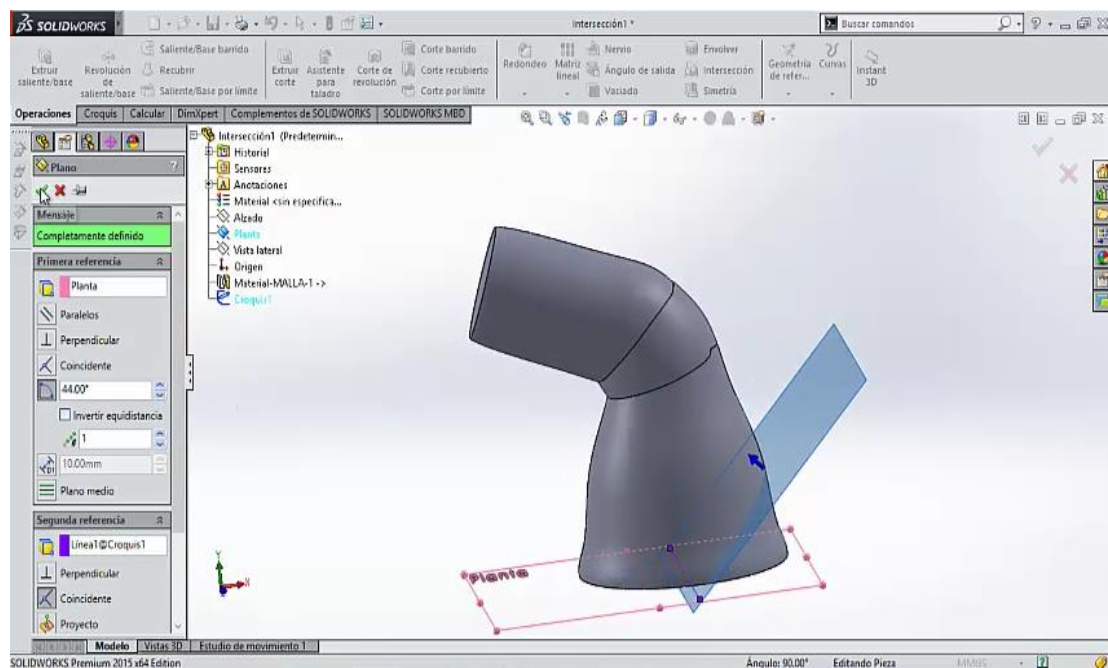 SOLIDWORKS
Intersección1 *
Buscar comandos
Extruir saliente/base
Revolución de saliente/base
Saliente/Base barrido
Recubrir
Saliente/Base por límite
Extruir corte
Asistente para taladro
Corte de revolución
Corte barrido
Corte recubierto
Corte por límite
Redondeo
Matriz lineal
Nervio
Ángulo de salida
Vaciado
Envolver
Intersección
Simetría
Geometría de refer...
Curvas
Instant 3D
Operaciones
Croquis
Calcular
DimXpert
Complementos de SOLIDWORKS
SOLIDWORKS MBD
Plano
?
Mensaje
Completamente definido
Primera referencia
Planta
Paralelos
Perpendicular
Coincidente
44.00°
Invertir equidistancia
1
10.00mm
Plano medio
Segunda referencia
Línea1@Croquis1
Perpendicular
Coincidente
Proyecto
Intersección1 (Predetermin...
Historial
Sensores
Anotaciones
Material <sin especifica...
Alzado
Planta
Vista lateral
Origen
Material-MALLA-1 ->
Croquis1
Planta
Y
X
Modelo
Vistas 3D
Estudio de movimiento 1
SOLIDWORKS Premium 2015 x64 Edition
Ángulo: 90.00°
Editando Pieza
MMGS